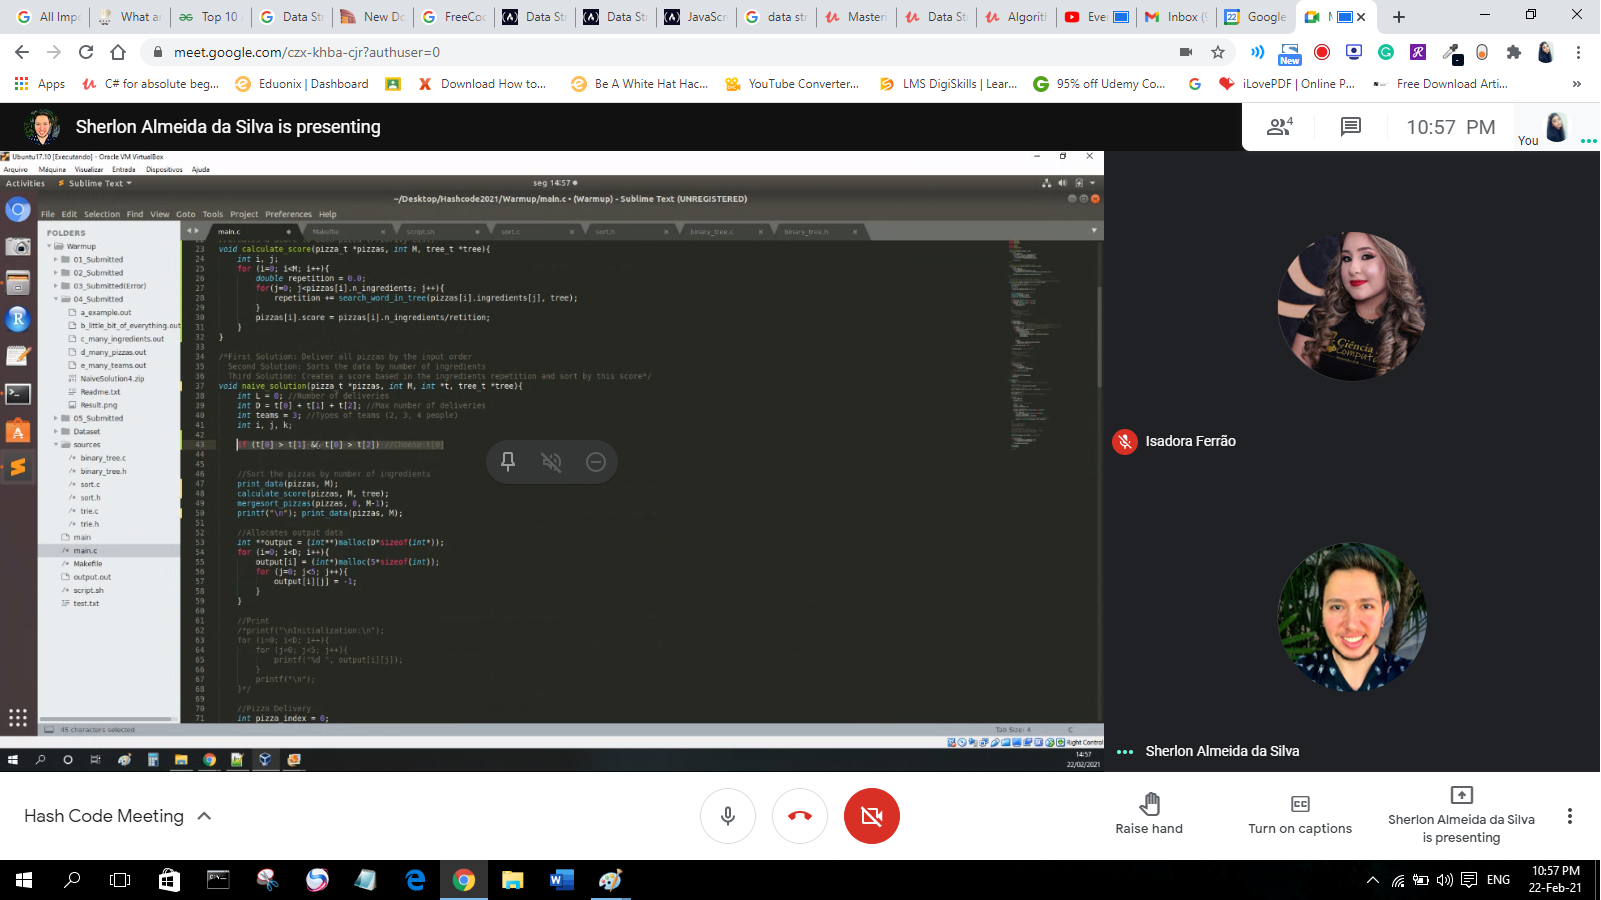 All Imp
What ar
Top 10
Data St
New Do
FreeCo
Data St
Data St
JavaScr
data str
Master
Data St
Algorit
Eve
Inbox (
Google
meet.google.com/czx-khba-cjr?authuser=0
New
Apps
C# for absolute beg...
Eduonix | Dashboard
Download How to...
Be A White Hat Hac...
YouTube Converter...
LMS DigiSkills | Lear...
95% off Udemy Co...
iLovePDF | Online P...
Free Download Arti...
Sherlon Almeida da Silva is presenting
4
10:57 PM
You
Ubuntu17.10 [Executando] - Oracle VM VirtualBox
Arquivo Máquina Visualizar Entrada Dispositivos Ajuda
Activities Sublime Text
seg 14:57
~/Desktop/Hashcode2021/Warmup/main.c • (Warmup) - Sublime Text (UNREGISTERED)
File Edit Selection Find View Goto Tools Project Preferences Help
FOLDERS
Warmup
01_Submitted
02_Submitted
03_Submitted(Error)
04_Submitted
a_example.out
b_little_bit_of_everything.out
c_many_ingredients.out
d_many_pizzas.out
e_many_teams.out
NaiveSolution4.zip
Readme.txt
Result.png
05_Submitted
Dataset
sources
binary_tree.c
binary_tree.h
sort.c
sort.h
trie.c
trie.h
main
main.c
Makefile
output.out
script.sh
test.txt
main.c Makefile script.sh sort.c sort.h binary_tree.c binary_tree.h
23 void calculate_score(pizza_t *pizzas, int M, tree_t *tree){
24 int i, j;
25 for (i=0; i<M; i++){
26 double repetition = 0.0;
27 for(j=0; j<pizzas[i].n_ingredients; j++){
28 repetition += search_word_in_tree(pizzas[i].ingredients[j], tree);
29 }
30 pizzas[i].score = pizzas[i].n_ingredients/retition;
31 }
32 }
33
34 /*First Solution: Deliver all pizzas by the input order
35 Second Solution: Sorts the data by number of ingredients
36 Third Solution: Creates a score based in the ingredients repetition and sort by this score*/
37 void naive_solution(pizza_t *pizzas, int M, int *t, tree_t *tree){
38 int L = 0; //Number of deliveries
39 int D = t[0] + t[1] + t[2]; //Max number of deliveries
40 int teams = 3; //Types of teams (2, 3, 4 people)
41 int i, j, k;
42
43 if (t[0] > t[1] && t[0] > t[2]) //Choose t[0]
44
45
46 //Sort the pizzas by number of ingredients
47 print_data(pizzas, M);
48 calculate_score(pizzas, M, tree);
49 mergesort_pizzas(pizzas, 0, M-1);
50 printf("\n"); print_data(pizzas, M);
51
52 //Allocates output data
53 int **output = (int**)malloc(D*sizeof(int*));
54 for (i=0; i<D; i++){
55 output[i] = (int*)malloc(5*sizeof(int));
56 for (j=0; j<5; j++){
57 output[i][j] = -1;
58 }
59 }
60
61 //Print
62 /*printf("\nInitialization:\n");
63 for (i=0; i<D; i++){
64 for (j=0; j<5; j++){
65 printf("%d ", output[i][j]);
66 }
67 printf("\n");
68 }*/
69
70 //Pizza Delivery
71 int pizza_index = 0;
45 characters selected
Tab Size: 4
C
Right Control
14:57
22/02/2021
Ciência
Comput
Isadora Ferrão
Sherlon Almeida da Silva
Hash Code Meeting
Raise hand
Turn on captions
Sherlon Almeida da Silva
is presenting
ENG
10:57 PM
22-Feb-21